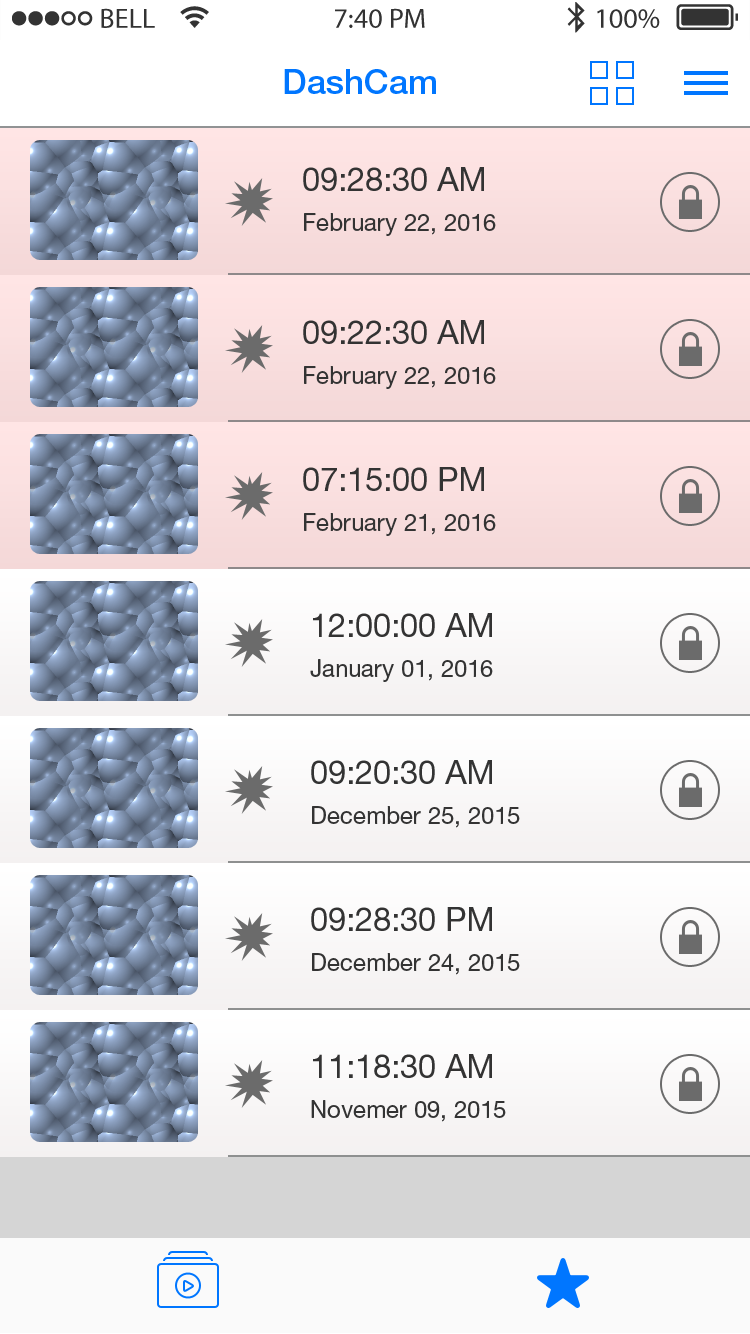 BELL 7:40 PM 100%
DashCam
09:28:30 AM
February 22, 2016
09:22:30 AM
February 22, 2016
07:15:00 PM
February 21, 2016
12:00:00 AM
January 01, 2016
09:20:30 AM
December 25, 2015
09:28:30 PM
December 24, 2015
11:18:30 AM
Novemer 09, 2015